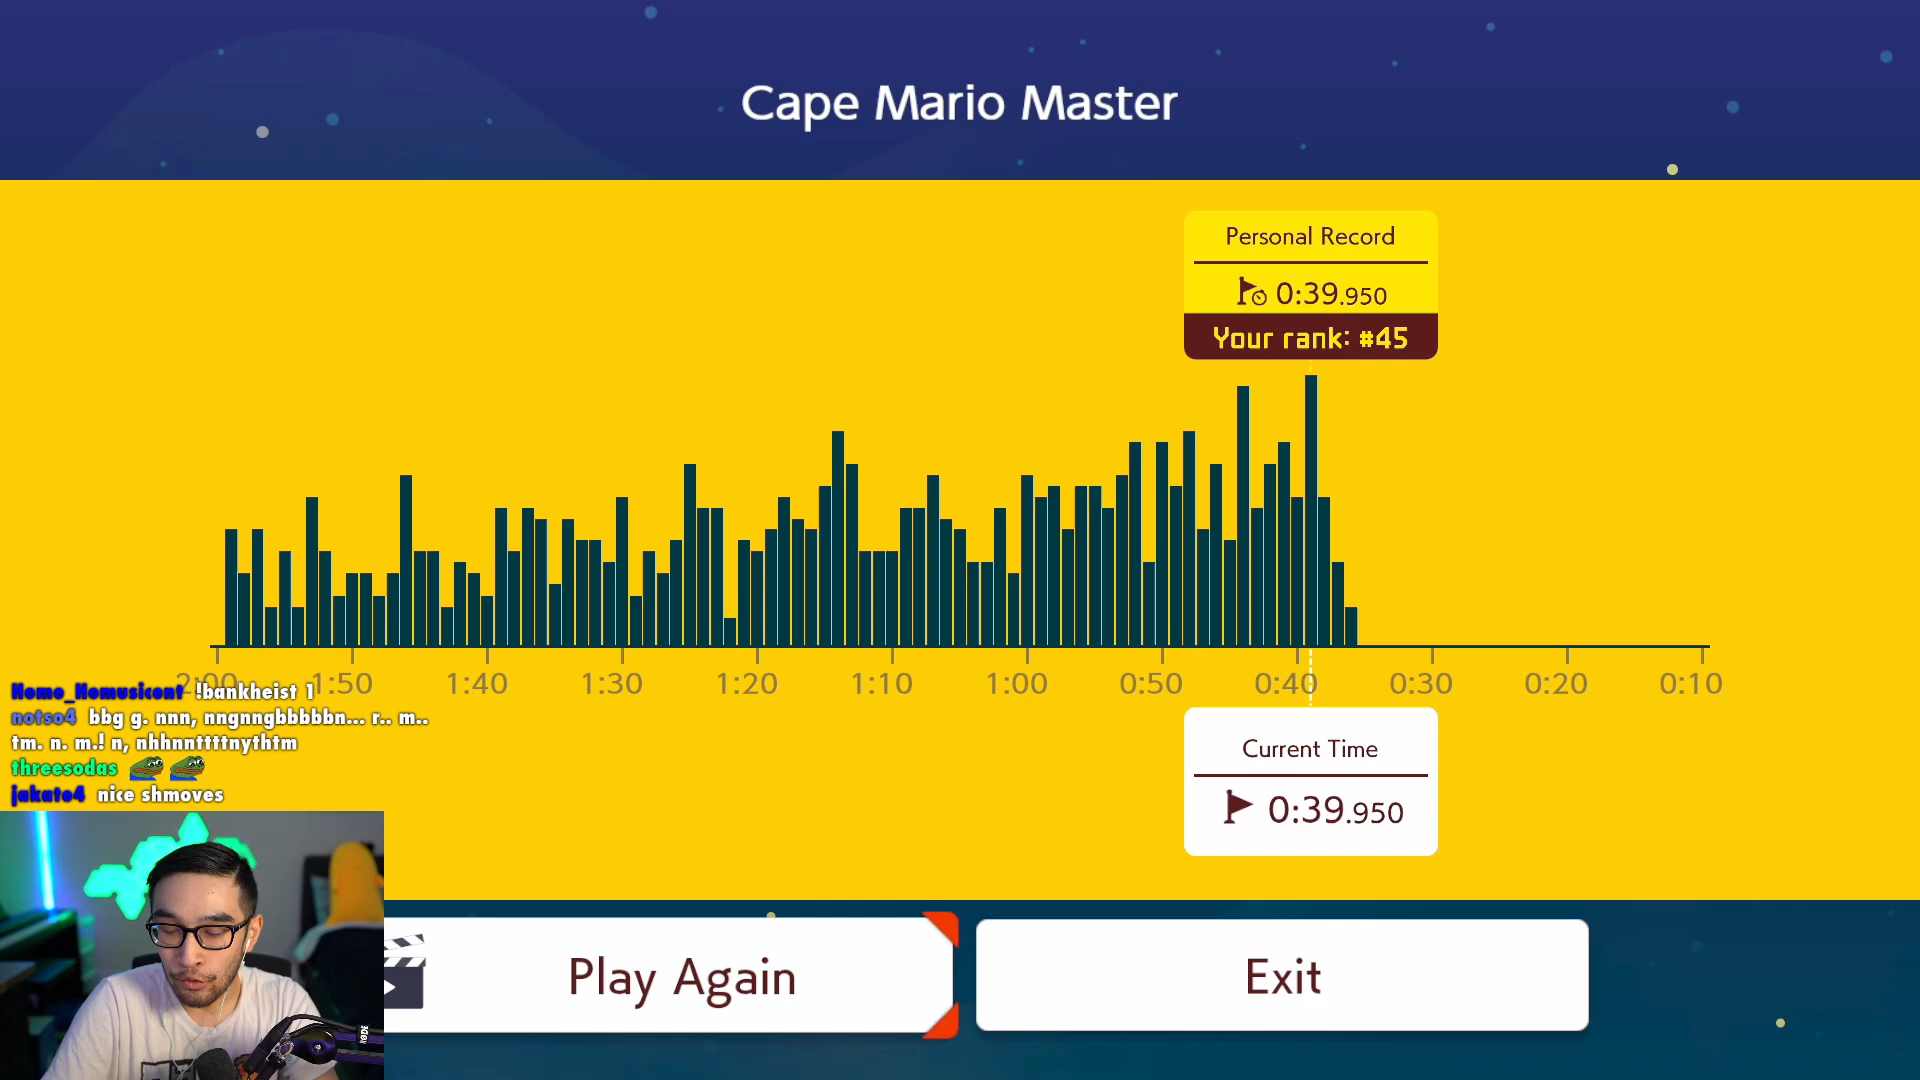 Cape Mario Master
Personal Record
0:39.950
Your rank: #45
2:00 1:50 1:40 1:30 1:20 1:10 1:00 0:50 0:40 0:30 0:20 0:10
Homo_Homusicont !bankheist 1
notso4 bbg g. nnn, nngnngbbbbbn... r.. m..
tm. n. m.! n, nhhnnttttnythtm
threesodas
jakato4 nice shmoves
Current Time
0:39.950
Play Again
Exit